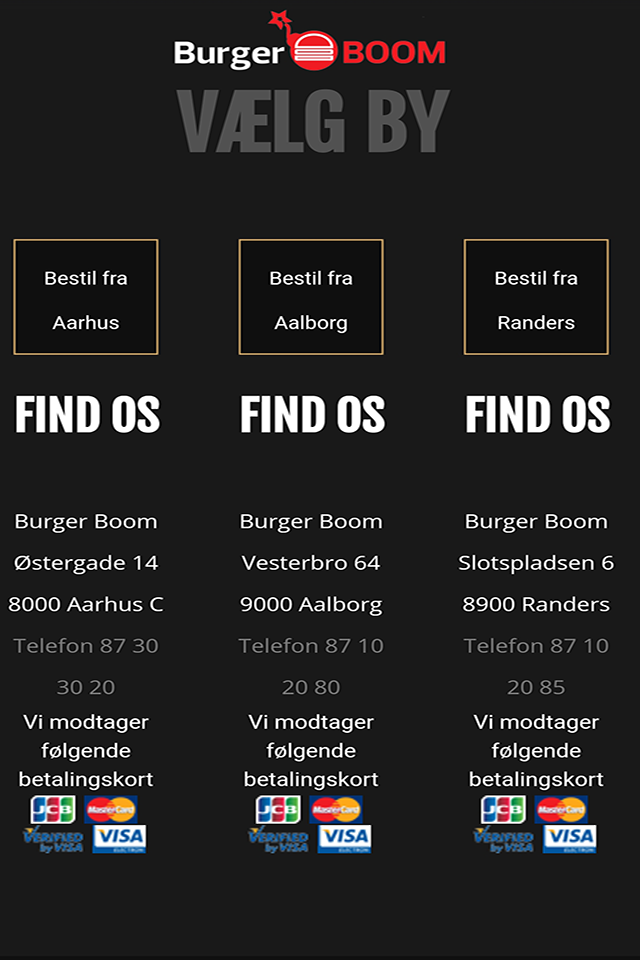 Burger BOOM
VÆLG BY
Bestil fra
Aarhus
Bestil fra
Aalborg
Bestil fra
Randers
FIND OS
FIND OS
FIND OS
Burger Boom
Østergade 14
8000 Aarhus C
Telefon 87 30
30 20
Vi modtager
følgende
betalingskort
JCB MasterCard
VERIFIED
by VISA
VISA
ELECTRON
Burger Boom
Vesterbro 64
9000 Aalborg
Telefon 87 10
20 80
Vi modtager
følgende
betalingskort
JCB MasterCard
VERIFIED
by VISA
VISA
ELECTRON
Burger Boom
Slotspladsen 6
8900 Randers
Telefon 87 10
20 85
Vi modtager
følgende
betalingskort
JCB MasterCard
VERIFIED
by VISA
VISA
ELECTRON